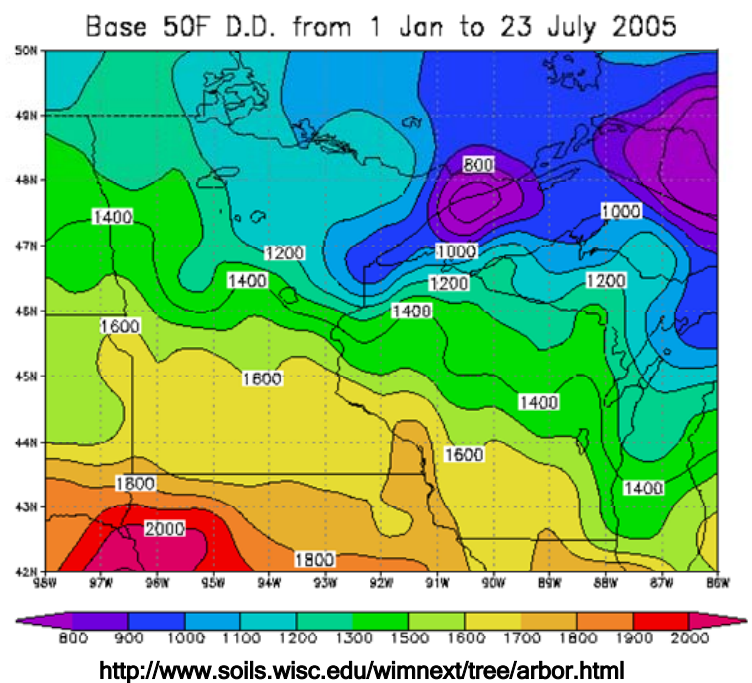 Base 50F D.D. from 1 Jan to 23 July 2005
50N
49N
800
48N
1400
1000
47N
1200
1000
1400
1200
1200
46N
1400
1600
45N
1600
1400
44N
1600
1800
1400
43N
2000
1800
42N
98W 97W 96W 95W 94W 93W 92W 91W 90W 89W 88W 87W 86W
800 900 1000 1100 1200 1300 1500 1600 1700 1800 1900 2000
http://www.soils.wisc.edu/wimnext/tree/arbor.html